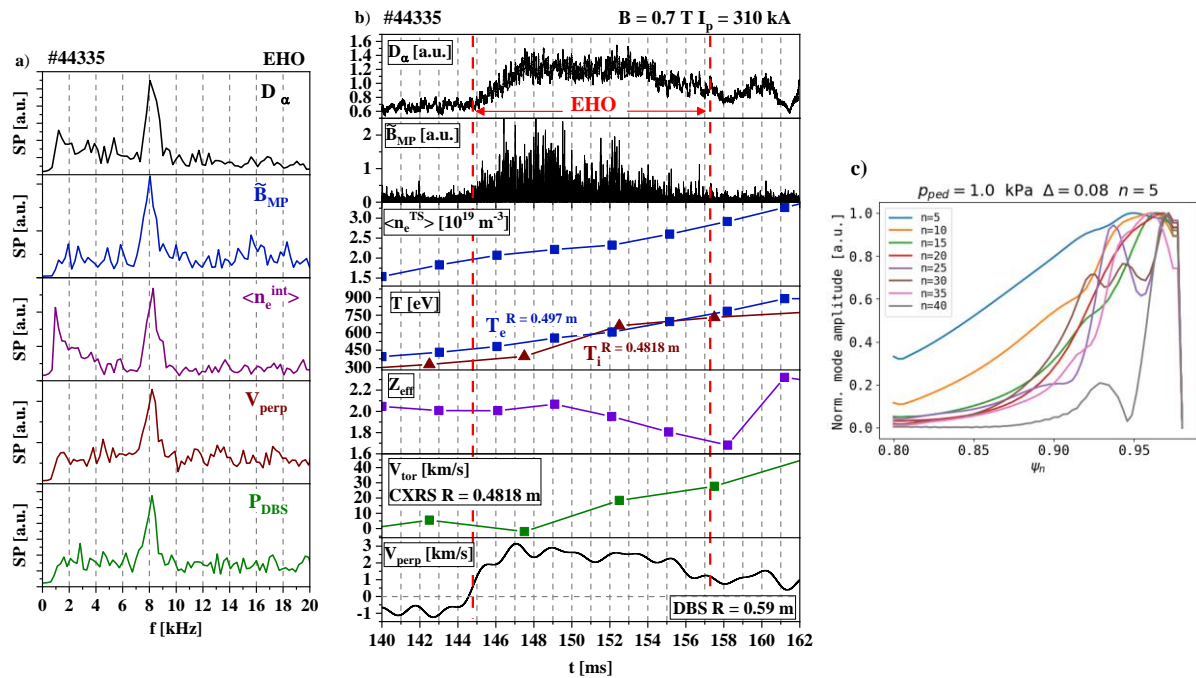 a)
#44335 EHO
D α
B̃MP
<ne^int>
Vperp
PDBS
SP [a.u.]
SP [a.u.]
SP [a.u.]
SP [a.u.]
SP [a.u.]
0 2 4 6 8 10 12 14 16 18 20
f [kHz]
b)
#44335 B = 0.7 T Ip = 310 kA
Dα [a.u.]
1.6
1.4
1.2
1.0
0.8
0.6
EHO
B̃MP [a.u.]
2
1
0
<ne^TS> [10^19 m^-3]
3.0
2.5
2.0
1.5
T [eV]
900
750
600
450
300
Te^R = 0.497 m
Ti^R = 0.4818 m
Zeff
2.4
2.0
1.6
Vtor [km/s]
CXRS R = 0.4818 m
40
30
20
10
0
Vperp [km/s]
3
2
1
0
-1
DBS R = 0.59 m
140 142 144 146 148 150 152 154 156 158 160 162
t [ms]
c)
pped = 1.0 kPa Δ = 0.08 n = 5
Norm. mode amplitude [a.u.]
1.0
0.8
0.6
0.4
0.2
0.0
n=5
n=10
n=15
n=20
n=25
n=30
n=35
n=40
0.80 0.85 0.90 0.95
ψn